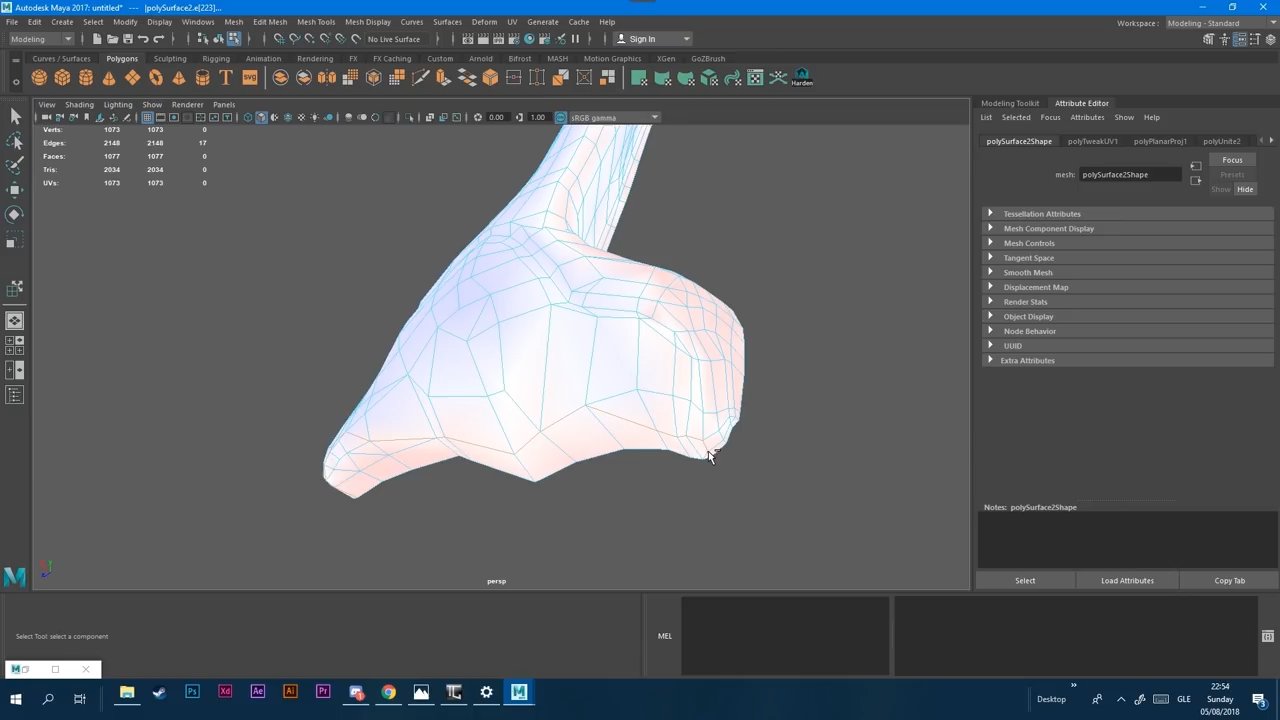 Autodesk Maya 2017: untitled* --- |polySurface2.e[223]...
File Edit Create Select Modify Display Windows Mesh Edit Mesh Mesh Tools Mesh Display Curves Surfaces Deform UV Generate Cache Help
Workspace : Modeling - Standard
Modeling No Live Surface Sign In
Curves / Surfaces Polygons Sculpting Rigging Animation Rendering FX FX Caching Custom Arnold Bifrost MASH Motion Graphics XGen GoZBrush
T SVG Harden
View Shading Lighting Show Renderer Panels
0.00 1.00 sRGB gamma
Verts: 1073 1073 0
Edges: 2148 2148 17
Faces: 1077 1077 0
Tris: 2034 2034 0
UVs: 1073 1073 0
persp
Modeling Toolkit Attribute Editor
List Selected Focus Attributes Show Help
polySurface2Shape polyTweakUV1 polyPlanarProj1 polyUnite2
mesh: polySurface2Shape
Focus
Presets
Show Hide
Tessellation Attributes
Mesh Component Display
Mesh Controls
Tangent Space
Smooth Mesh
Displacement Map
Render Stats
Object Display
Node Behavior
UUID
Extra Attributes
Notes: polySurface2Shape
Select Load Attributes Copy Tab
Select Tool: select a component
MEL
Ps Xd Ae Ai Pr
Desktop » GLE
22:54
Sunday
05/08/2018